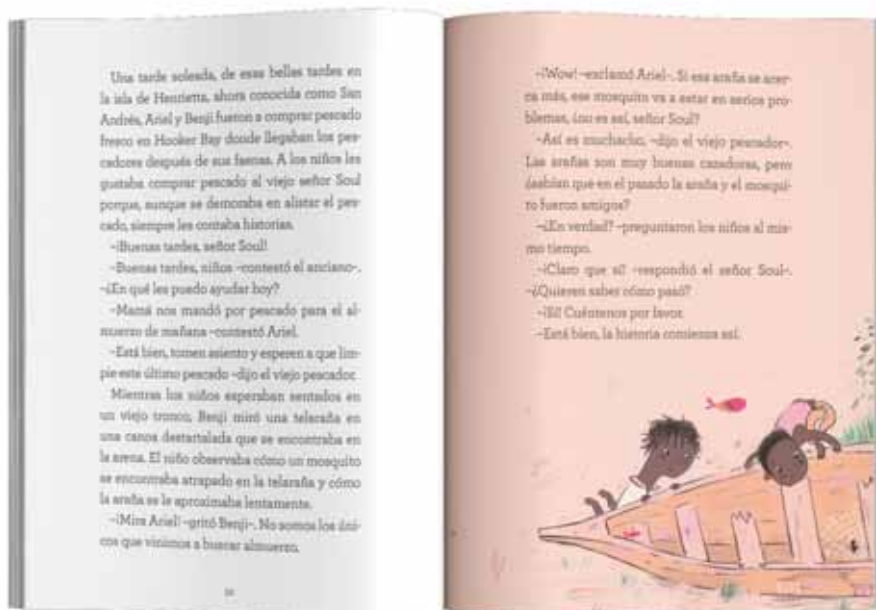 Una tarde soleada, de esas bellas tardes en
la isla de Henrietta, ahora conocida como San
Andrés, Ariel y Benji fueron a comprar pescado
fresco en Hooker Bay donde llegaban los pes-
cadores después de sus faenas. A los niños les
gustaba comprar pescado al viejo señor Soul
porque, aunque se demoraba en alistar el pes-
cado, siempre les contaba historias.
–¡Buenas tardes, señor Soul!
–Buenas tardes, niños –contestó el anciano–.
–¿En qué les puedo ayudar hoy?
–Mamá nos mandó por pescado para el al-
muerzo de mañana –contestó Ariel.
–Está bien, tomen asiento y esperen a que lim-
pie este último pescado –dijo el viejo pescador.
Mientras los niños esperaban sentados en
un viejo tronco, Benji miró una telaraña en
una canoa destartalada que se encontraba en
la arena. El niño observaba cómo un mosquito
se encontraba atrapado en la telaraña y cómo
la araña se le aproximaba lentamente.
–¡Mira Ariel! –gritó Benji–. No somos los úni-
cos que vinimos a buscar almuerzo.
–¡Wow! –exclamó Ariel–. Si esa araña se acer-
ca más, ese mosquito va a estar en serios pro-
blemas, ¿no es así, señor Soul?
–Así es muchacho, –dijo el viejo pescador–.
Las arañas son muy buenas cazadoras, pero
¿sabían que en el pasado la araña y el mosqui-
to fueron amigos?
–¿En verdad? –preguntaron los niños al mis-
mo tiempo.
–¡Claro que sí! –respondió el señor Soul–.
–¿Quieren saber cómo pasó?
–¡Sí! Cuéntenos por favor.
–Está bien, la historia comienza así.